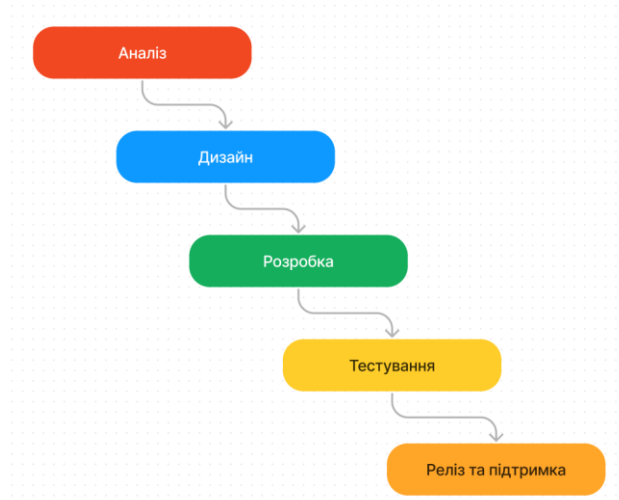 Аналіз
Дизайн
Розробка
Тестування
Реліз та підтримка